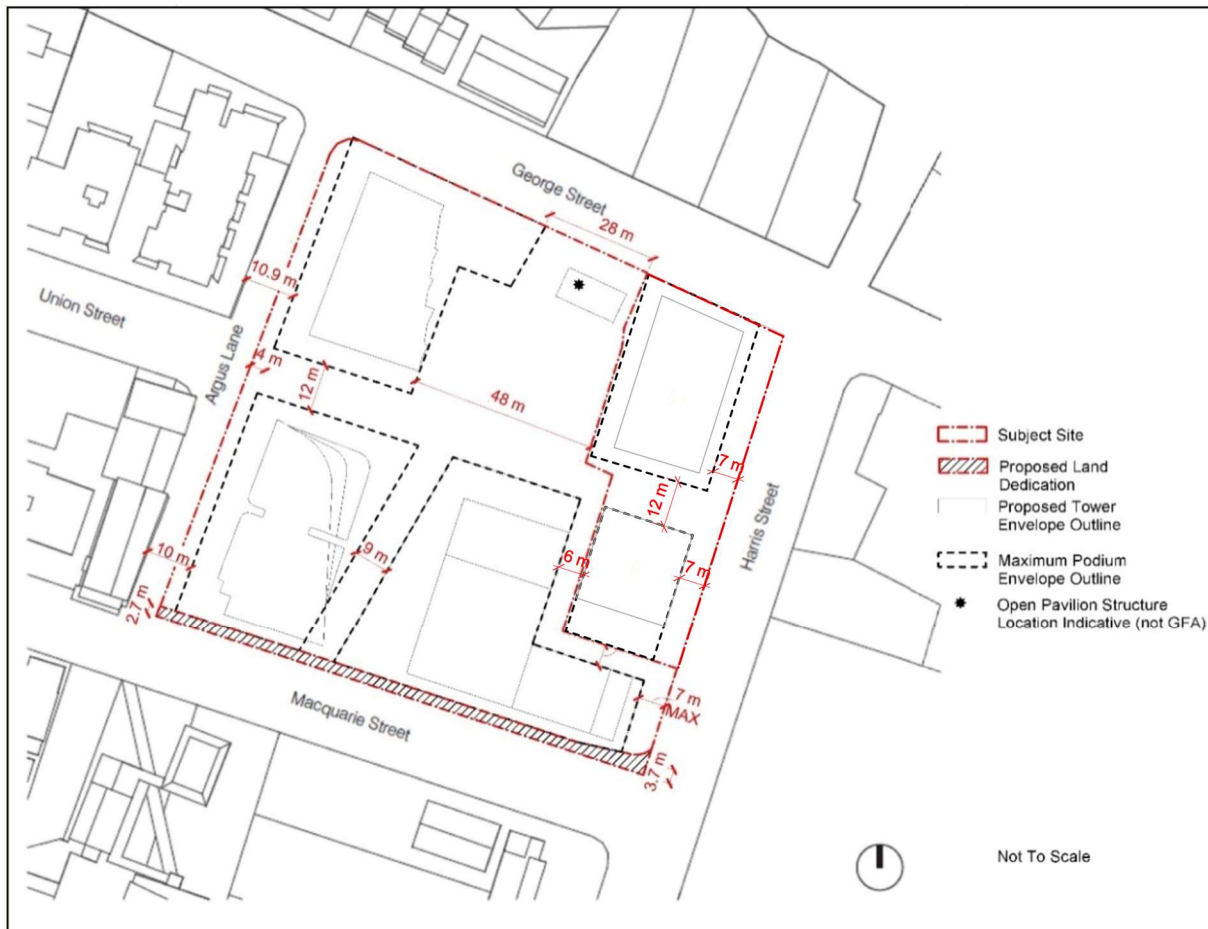 George Street
28 m
10.9 m
Union Street
Argus Lane
4 m
12 m
48 m
7 m
12 m
Harris Street
10 m
9 m
6 m
7 m
2.7 m
Macquarie Street
7 m
MAX
3.7 m
Subject Site
Proposed Land
Dedication
Proposed Tower
Envelope Outline
Maximum Podium
Envelope Outline
Open Pavilion Structure
Location Indicative (not GFA)
Not To Scale